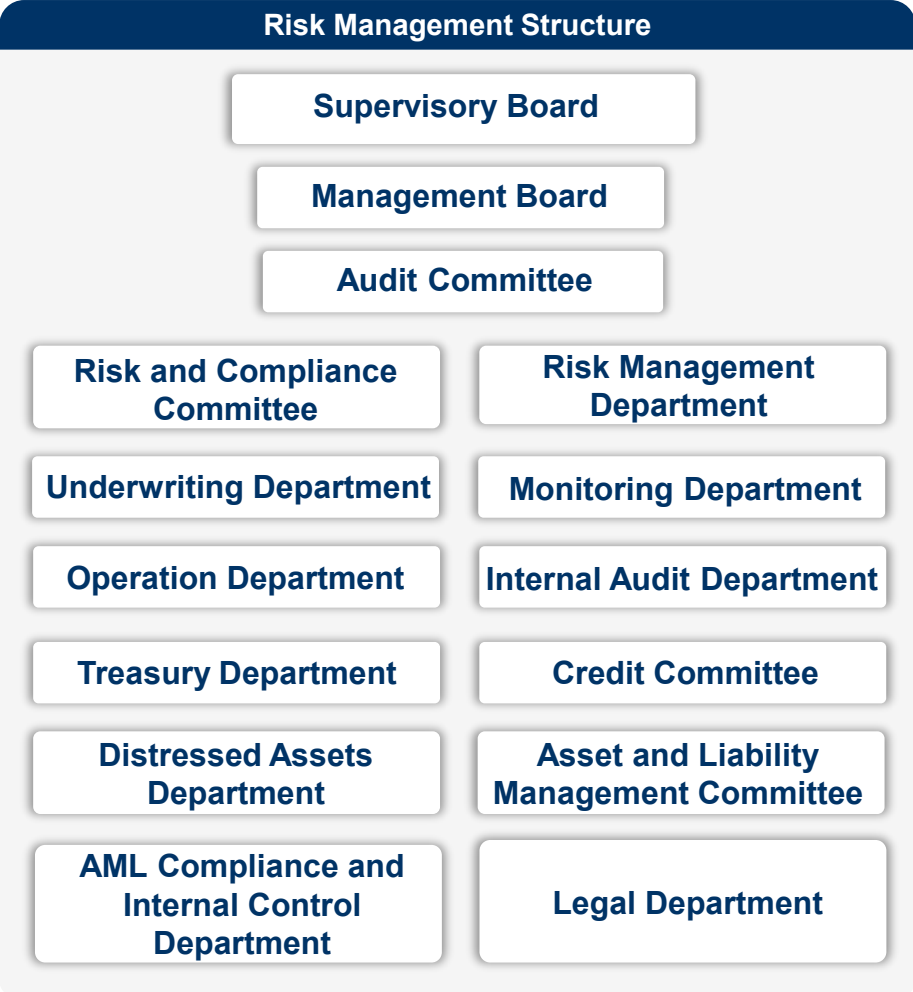 Risk Management Structure
Supervisory Board
Management Board
Audit Committee
Risk and Compliance
Committee
Risk Management
Department
Underwriting Department
Monitoring Department
Operation Department
Internal Audit Department
Treasury Department
Credit Committee
Distressed Assets
Department
Asset and Liability
Management Committee
AML Compliance and
Internal Control
Department
Legal Department